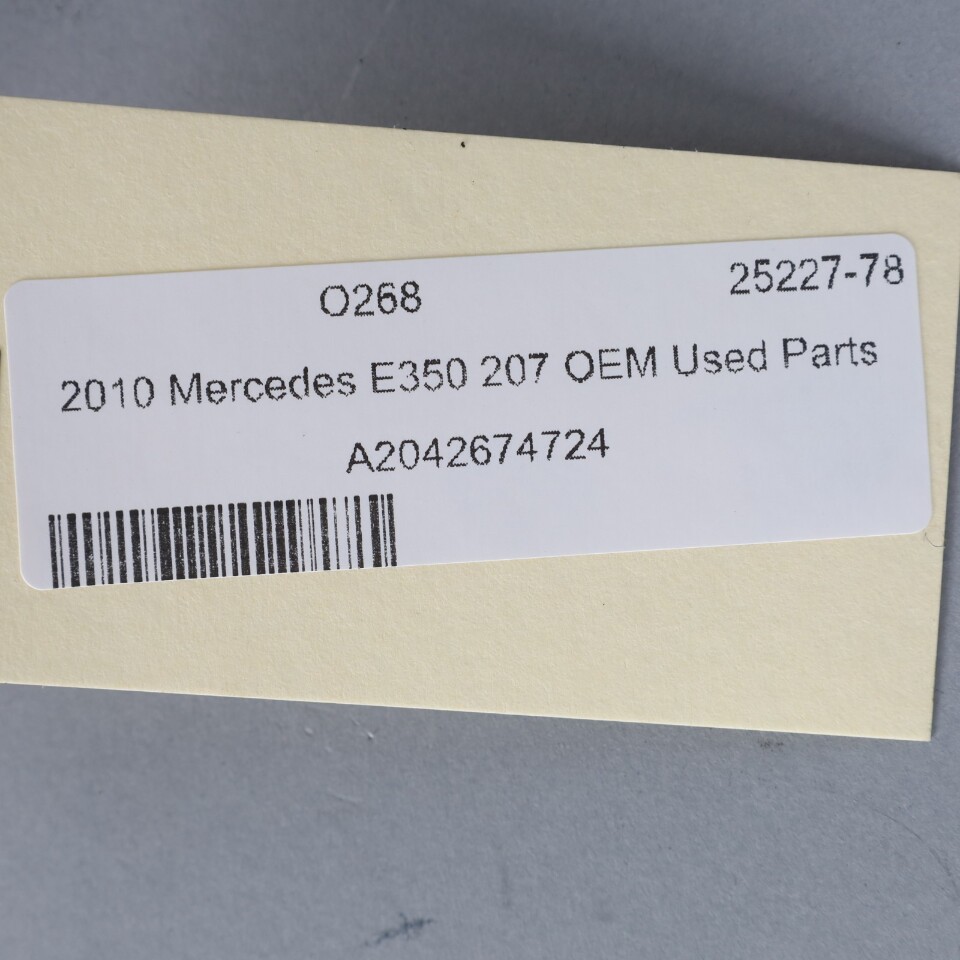 O268 25227-78
2010 Mercedes E350 207 OEM Used Parts
A2042674724